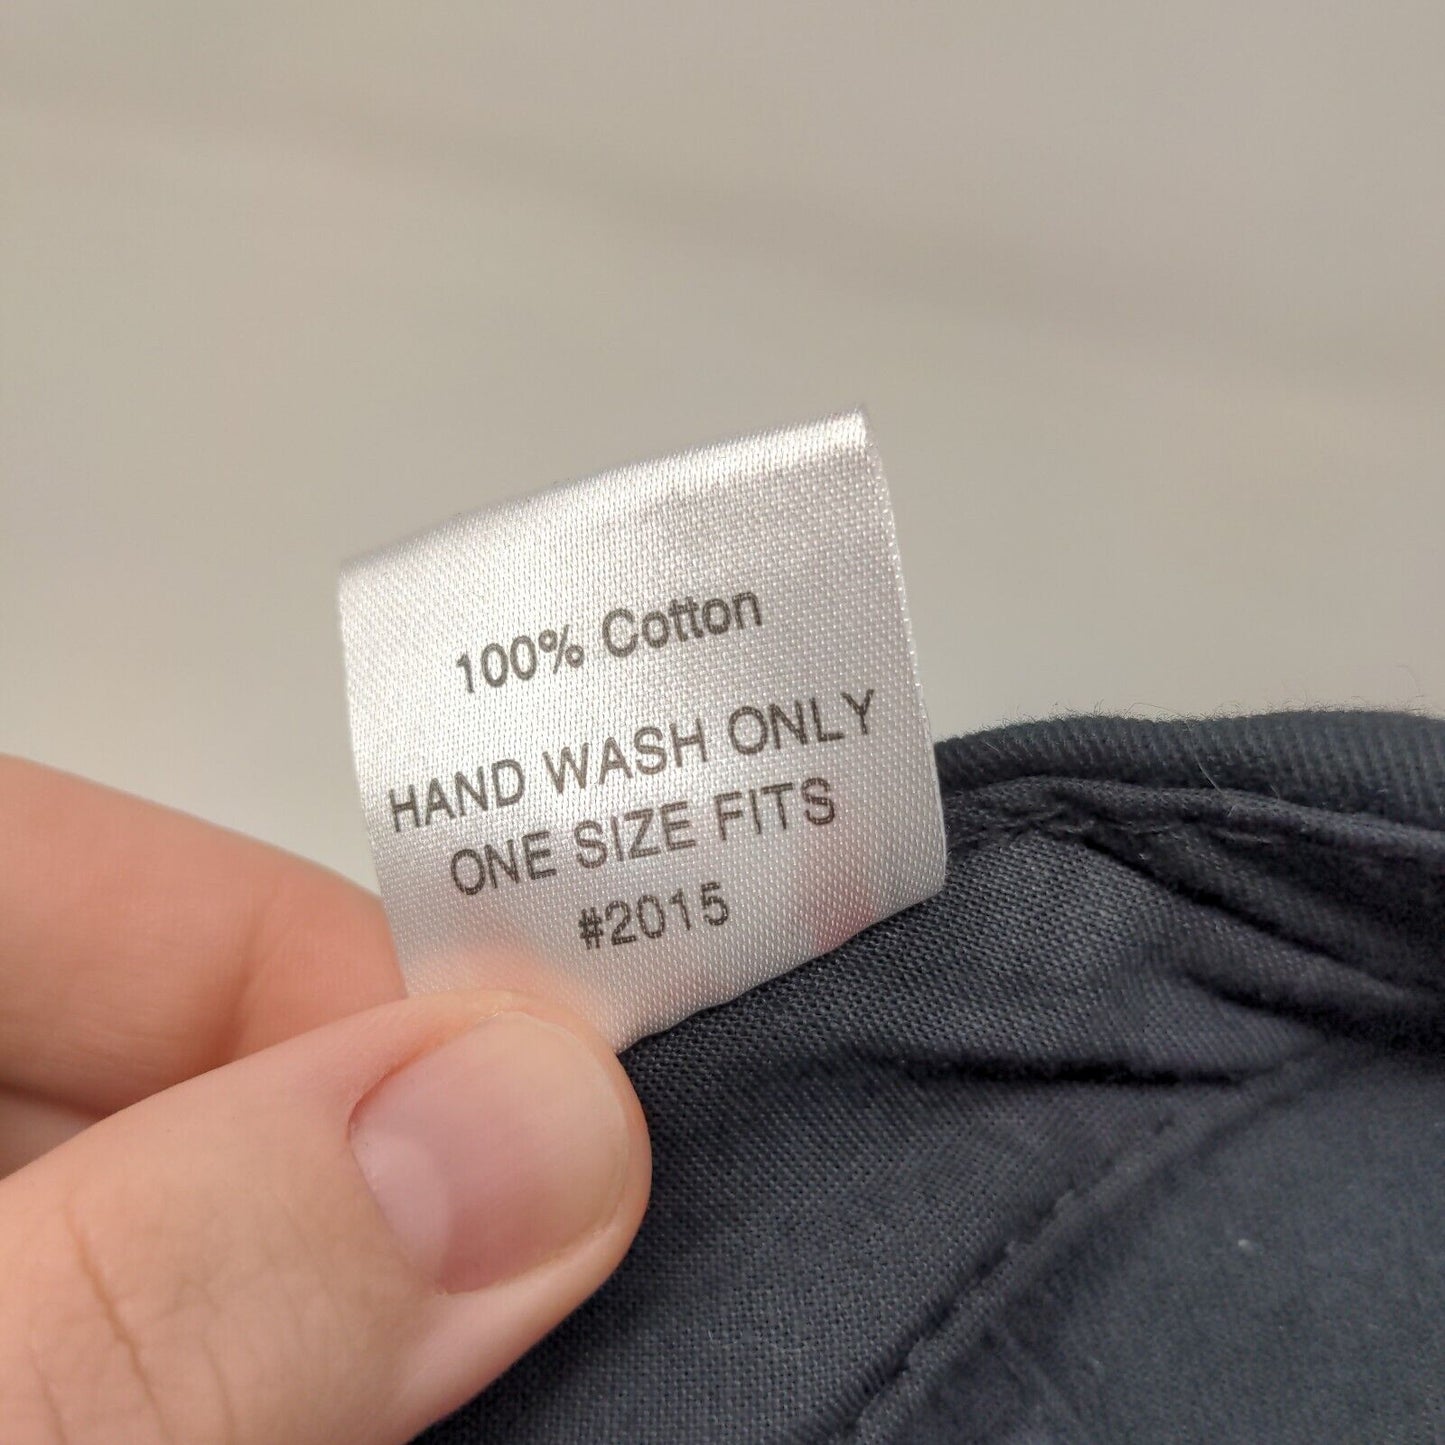 100% Cotton
HAND WASH ONLY
ONE SIZE FITS
#2015